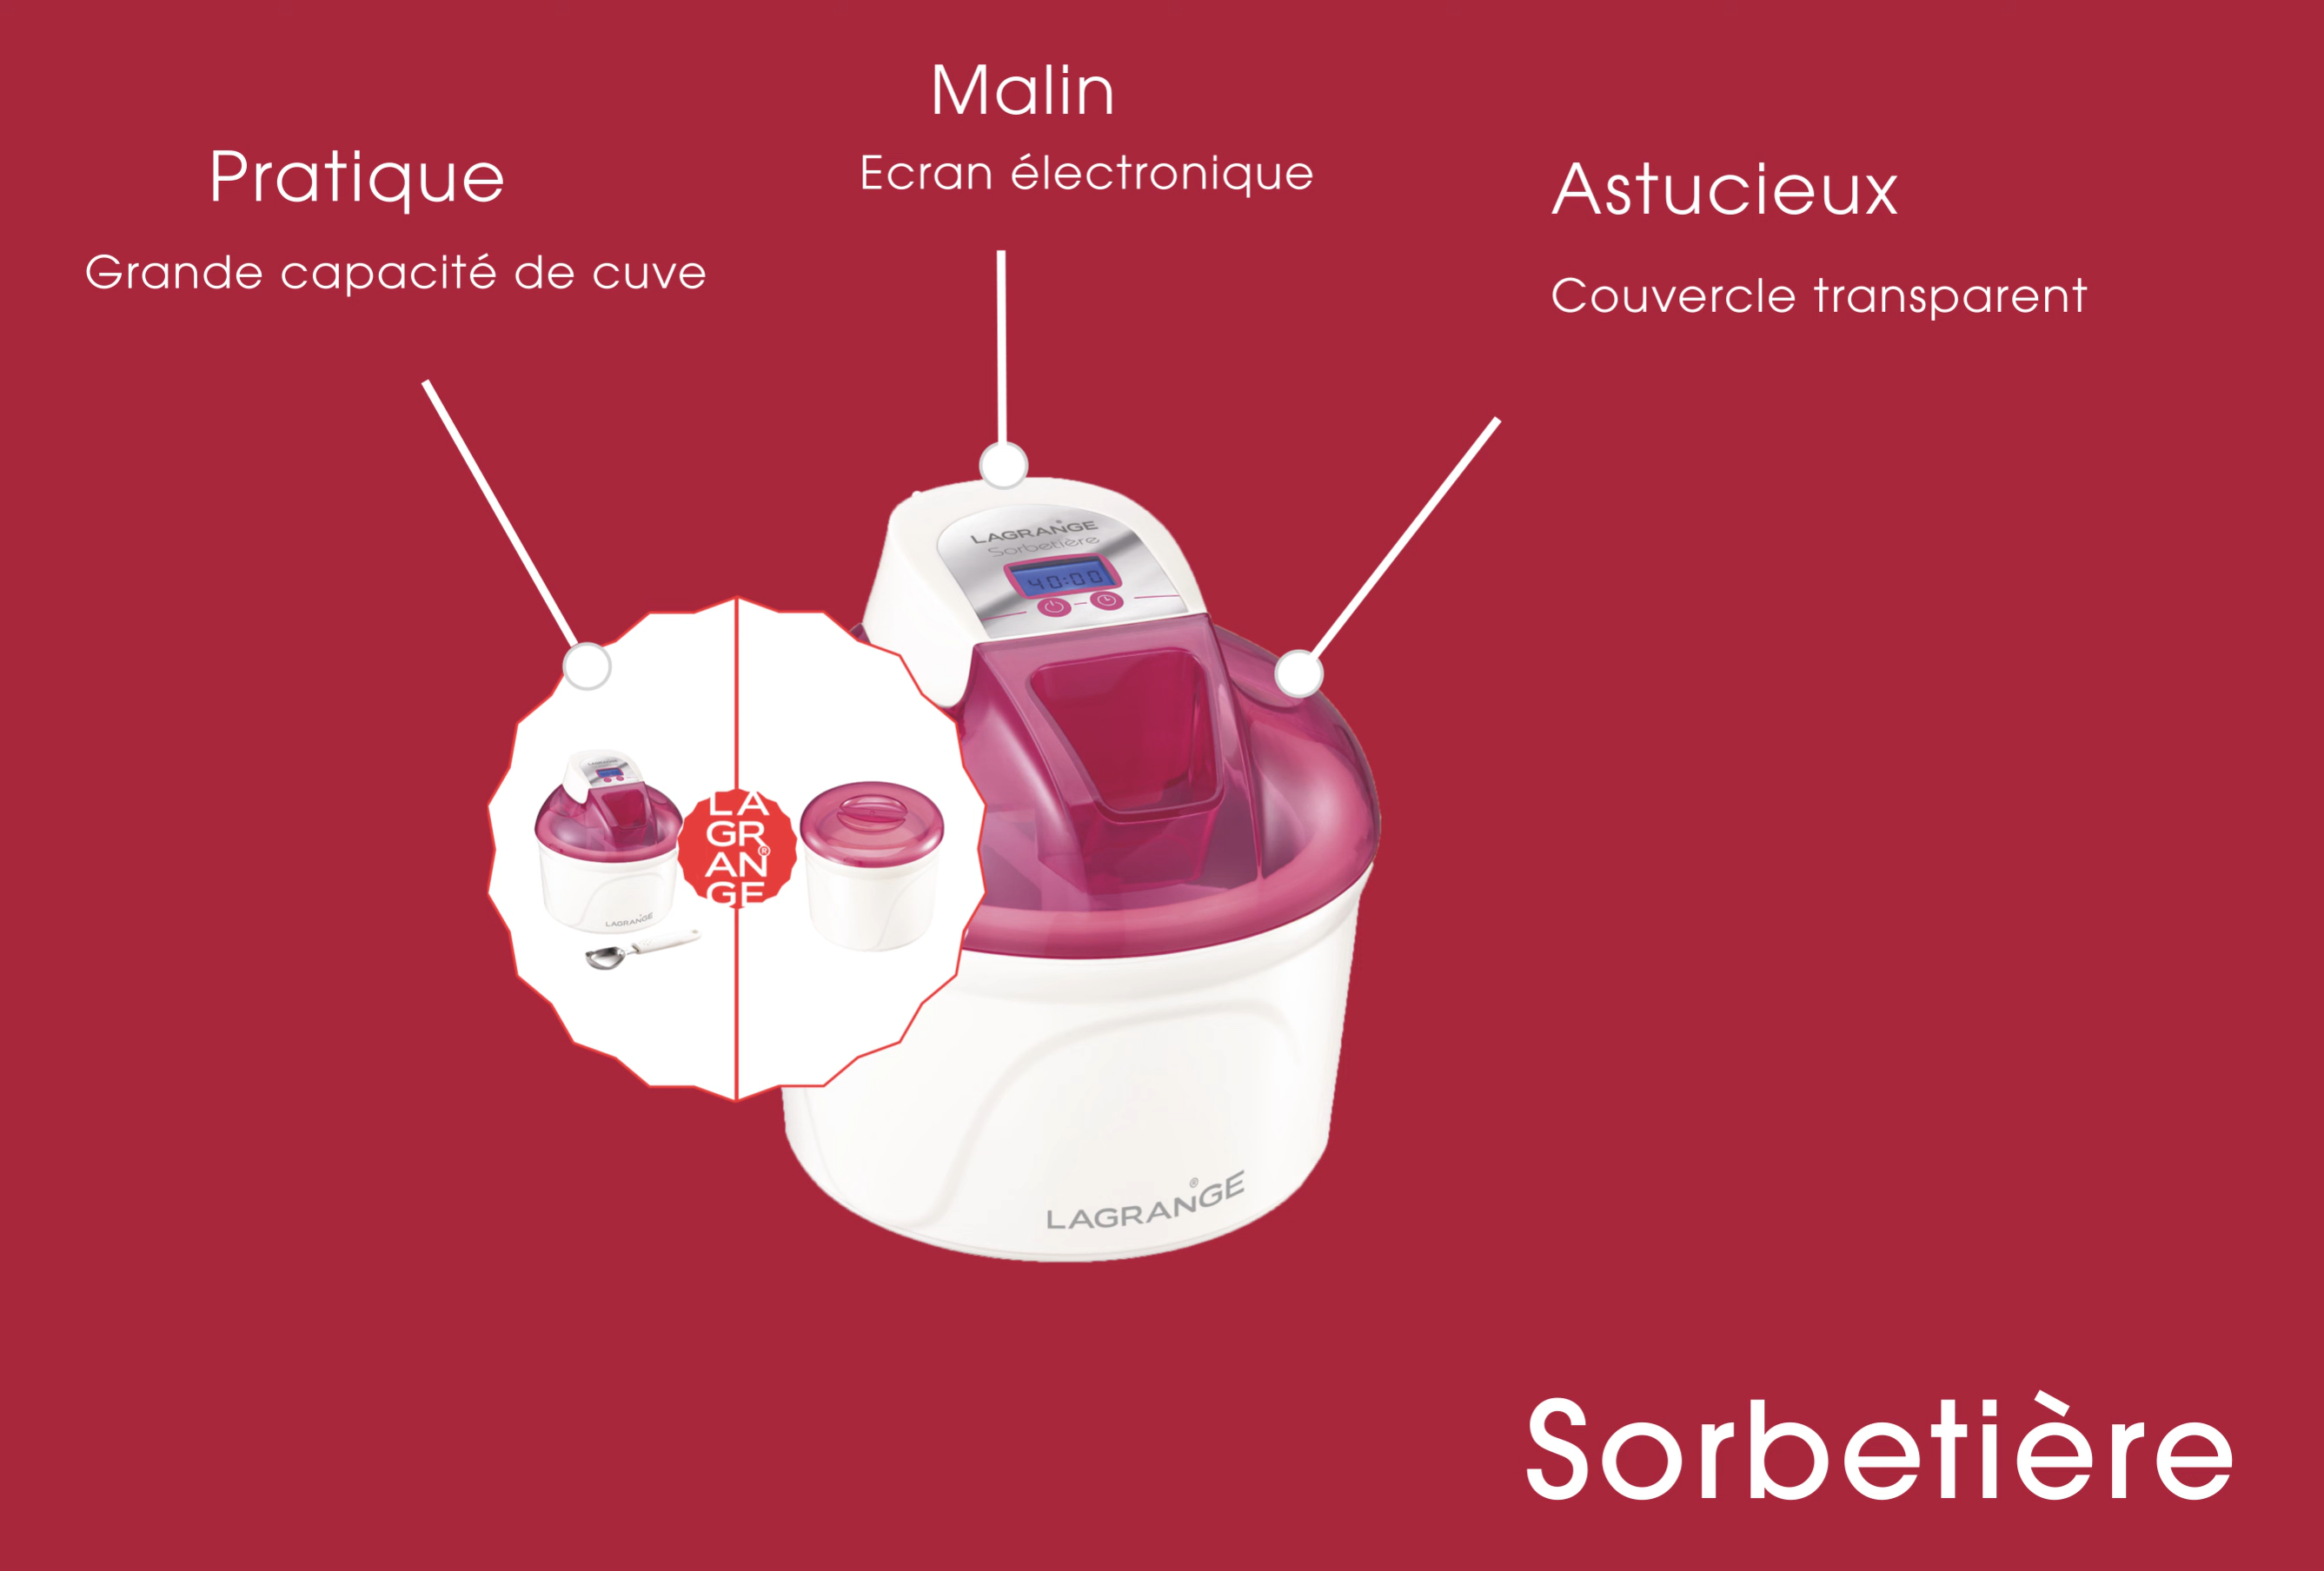 Malin
Ecran électronique
Pratique
Grande capacité de cuve
Astucieux
Couvercle transparent
LAGRANGE®
Sorbetière
40:00
LA
GR
AN®
GE
LAGRANGE
LAGRANGE®
Sorbetière